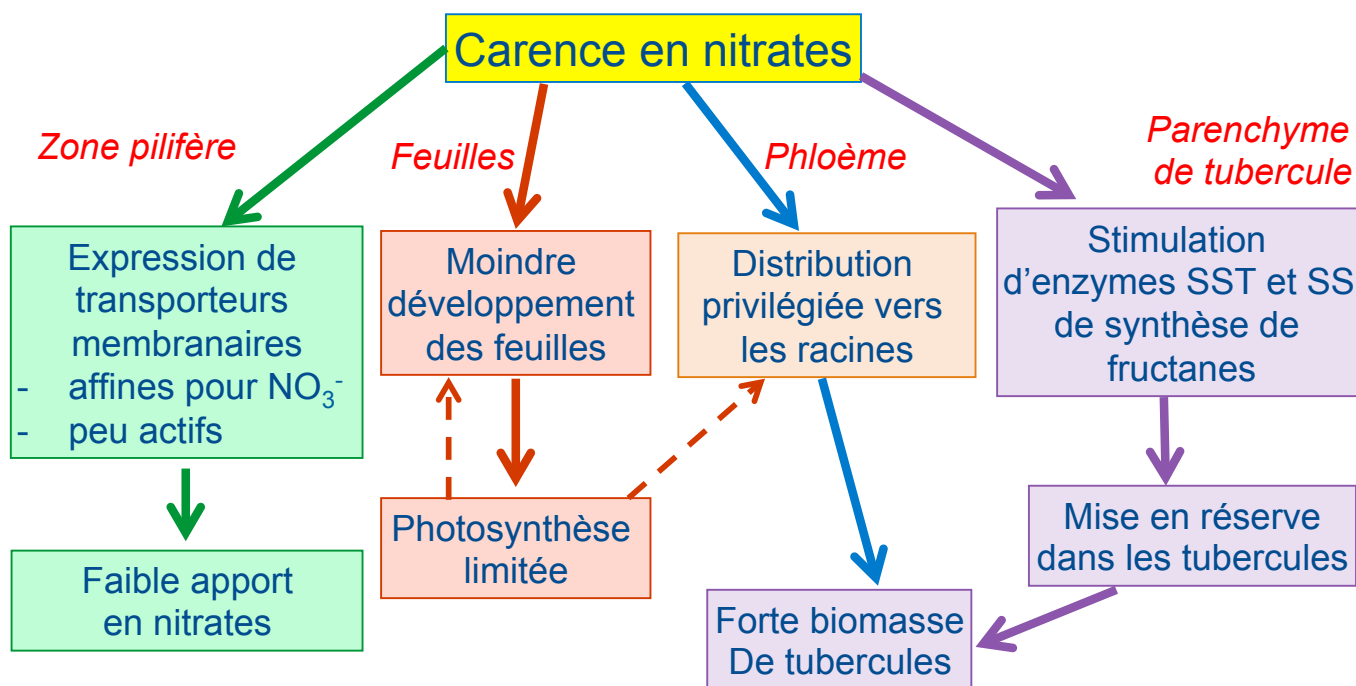 Carence en nitrates
Zone pilifère
Feuilles
Phloème
Parenchyme
de tubercule
Expression de
transporteurs
membranaires
- affines pour NO₃⁻
- peu actifs
Faible apport
en nitrates
Moindre
développement
des feuilles
Photosynthèse
limitée
Distribution
privilégiée vers
les racines
Forte biomasse
De tubercules
Stimulation
d’enzymes SST et SS
de synthèse de
fructanes
Mise en réserve
dans les tubercules